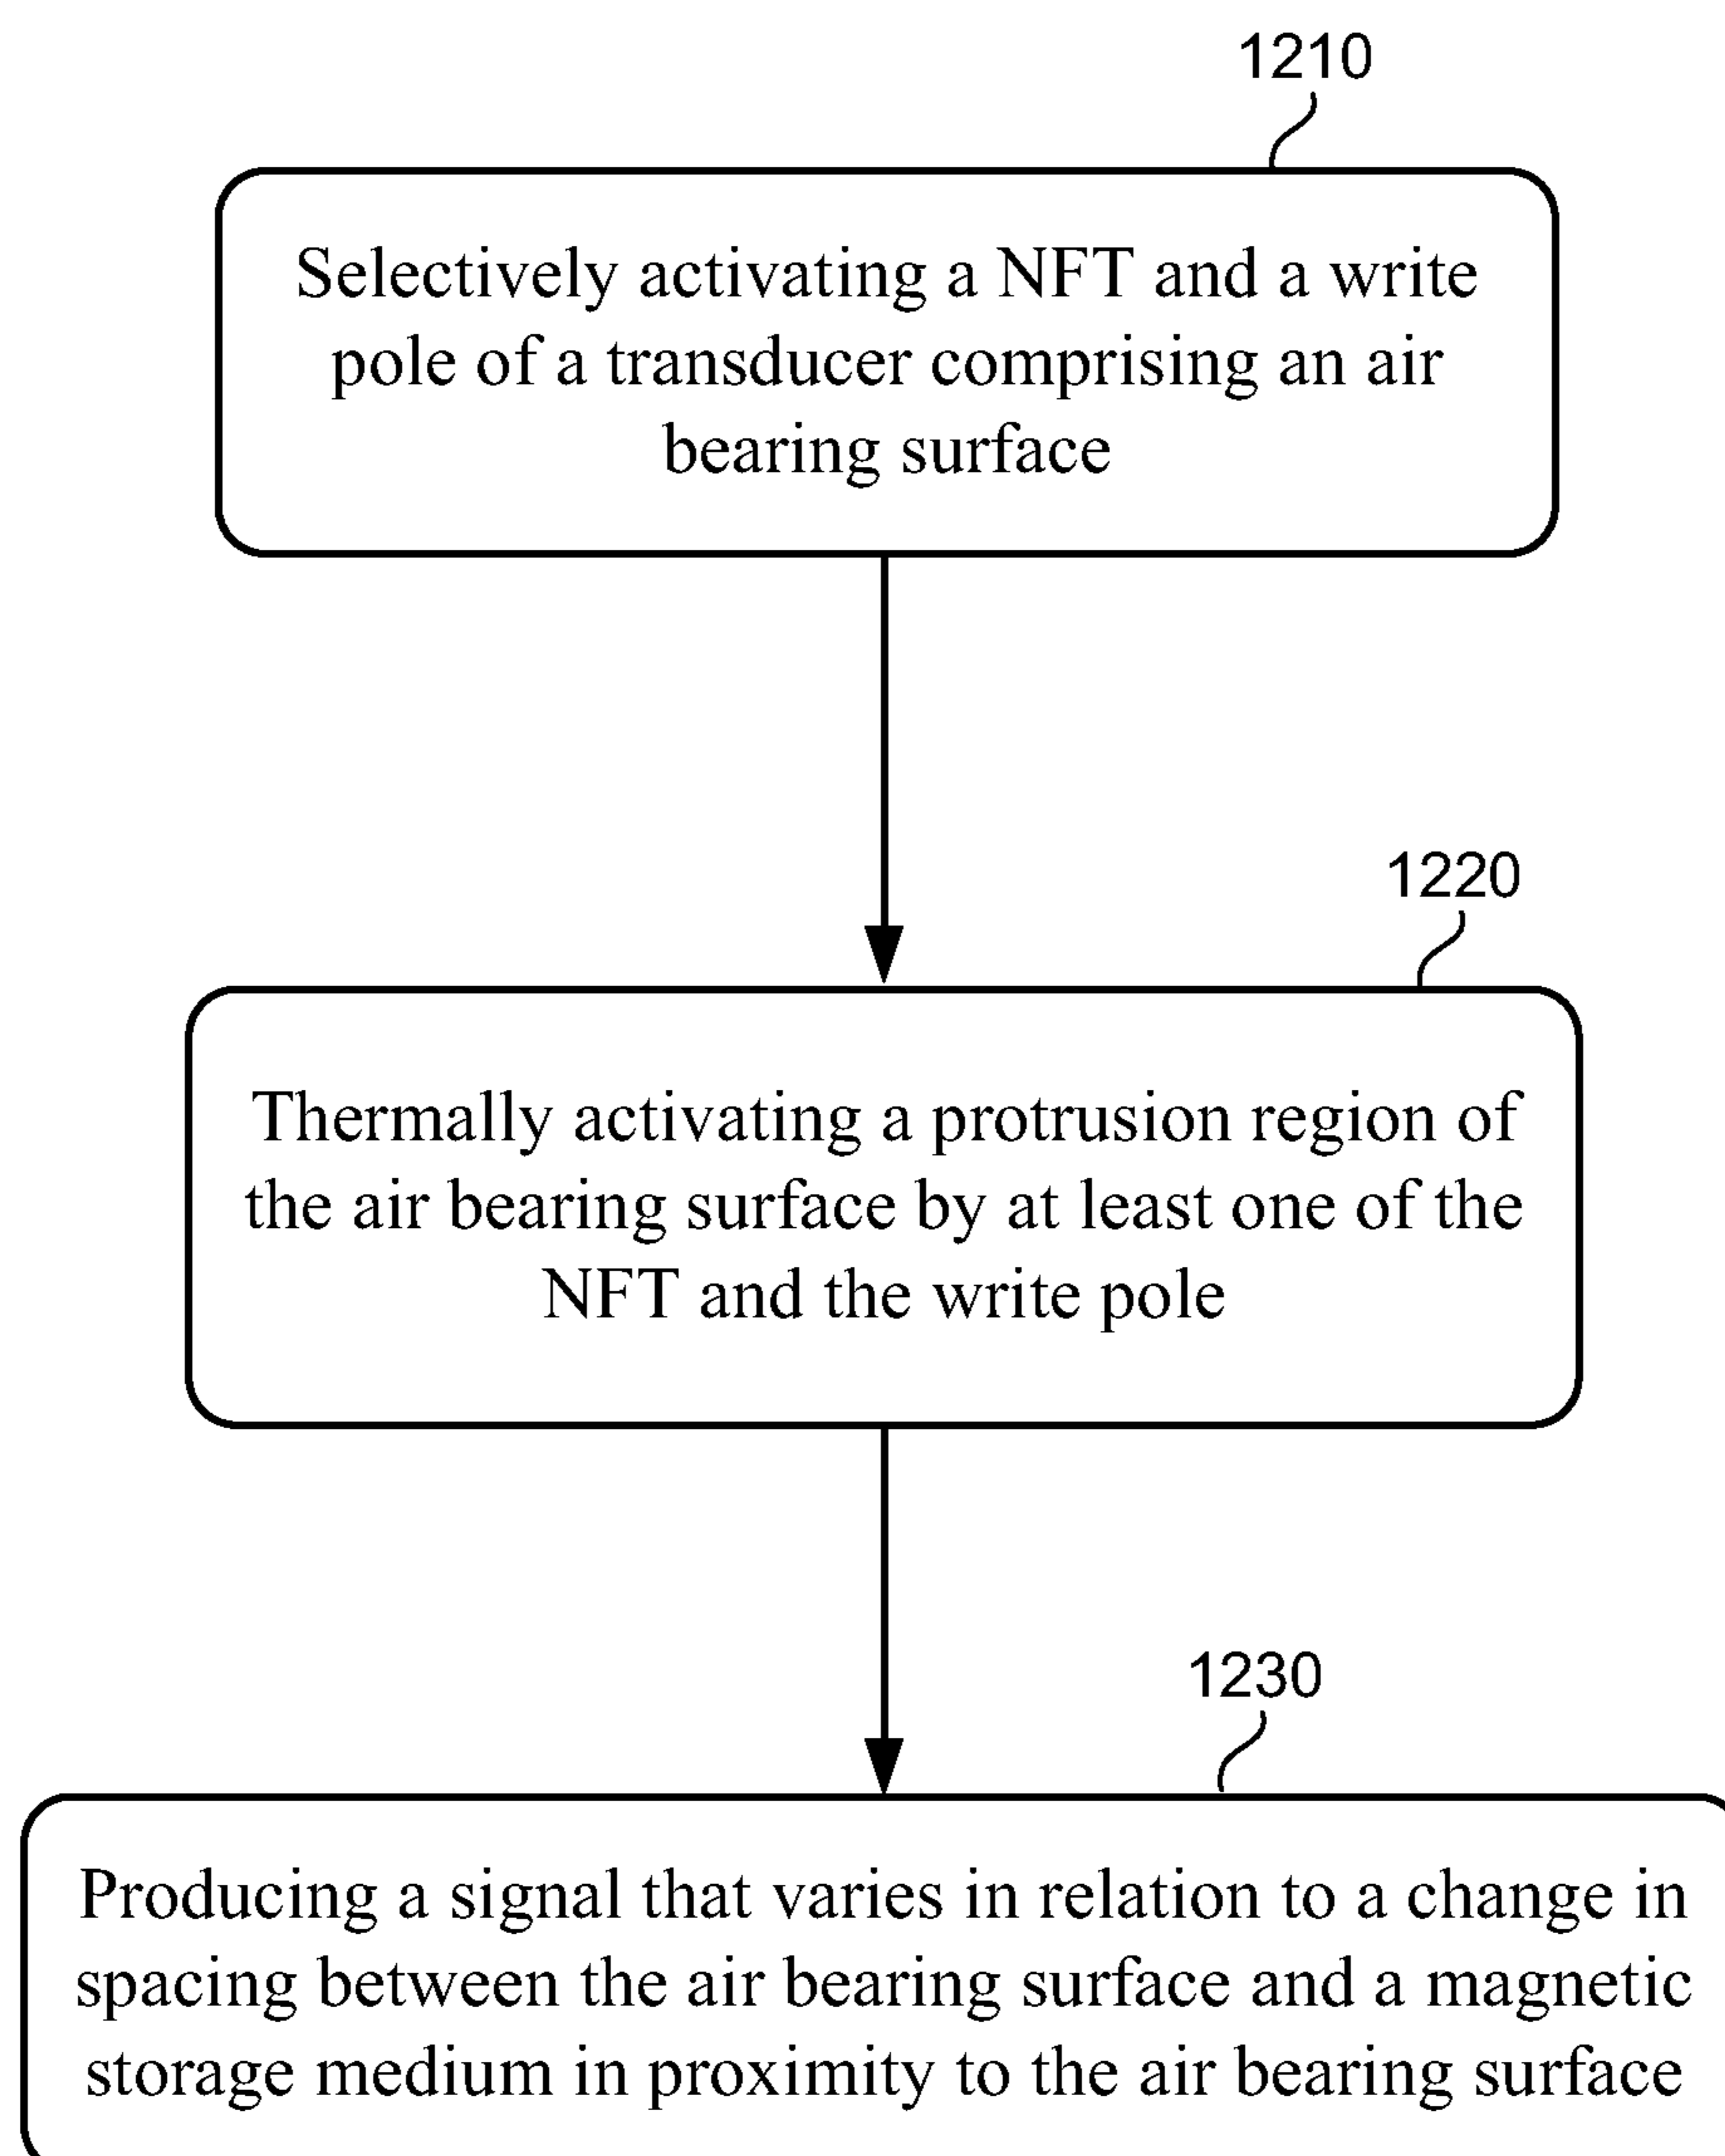 1210
Selectively activating a NFT and a write
pole of a transducer comprising an air
bearing surface
1220
Thermally activating a protrusion region of
the air bearing surface by at least one of the
NFT and the write pole
1230
Producing a signal that varies in relation to a change in
spacing between the air bearing surface and a magnetic
storage medium in proximity to the air bearing surface